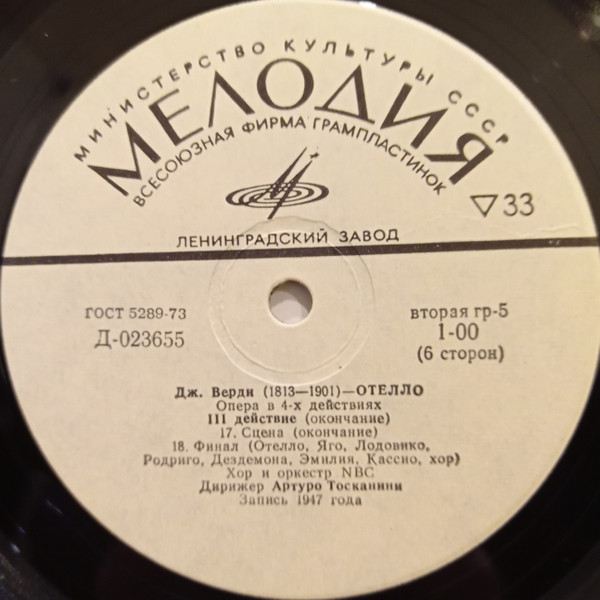 МИНИСТЕРСТВО КУЛЬТУРЫ СССР
МЕЛОДИЯ
ВСЕСОЮЗНАЯ ФИРМА ГРАМПЛАСТИНОК
▽33
ЛЕНИНГРАДСКИЙ ЗАВОД
ГОСТ 5289-73
Д-023655
вторая гр-5
1-00
(6 сторон)
Дж. Верди (1813—1901)—ОТЕЛЛО
Опера в 4-х действиях
III действие (окончание)
17. Сцена (окончание)
18. Финал (Отелло, Яго, Лодовико,
Родриго, Дездемона, Эмилия, Кассио, хор)
Хор и оркестр NBC
Дирижер Артуро Тосканини
Запись 1947 года